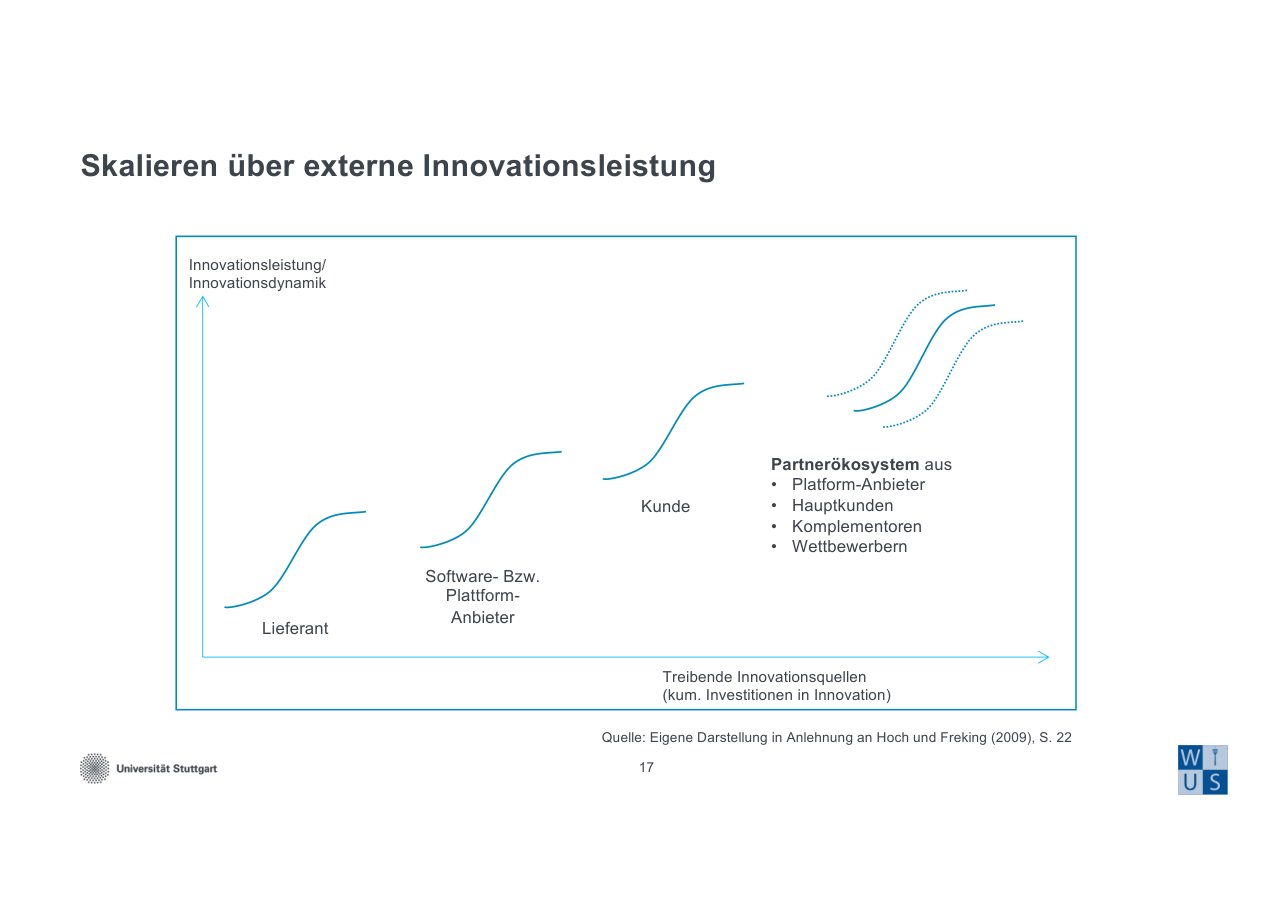 Skalieren über externe Innovationsleistung
Innovationsleistung/
Innovationsdynamik
Lieferant
Software- Bzw.
Plattform-
Anbieter
Kunde
Partnerökosystem aus
• Platform-Anbieter
• Hauptkunden
• Komplementoren
• Wettbewerbern
Treibende Innovationsquellen
(kum. Investitionen in Innovation)
Quelle: Eigene Darstellung in Anlehnung an Hoch und Freking (2009), S. 22
Universität Stuttgart
17
W i
U S